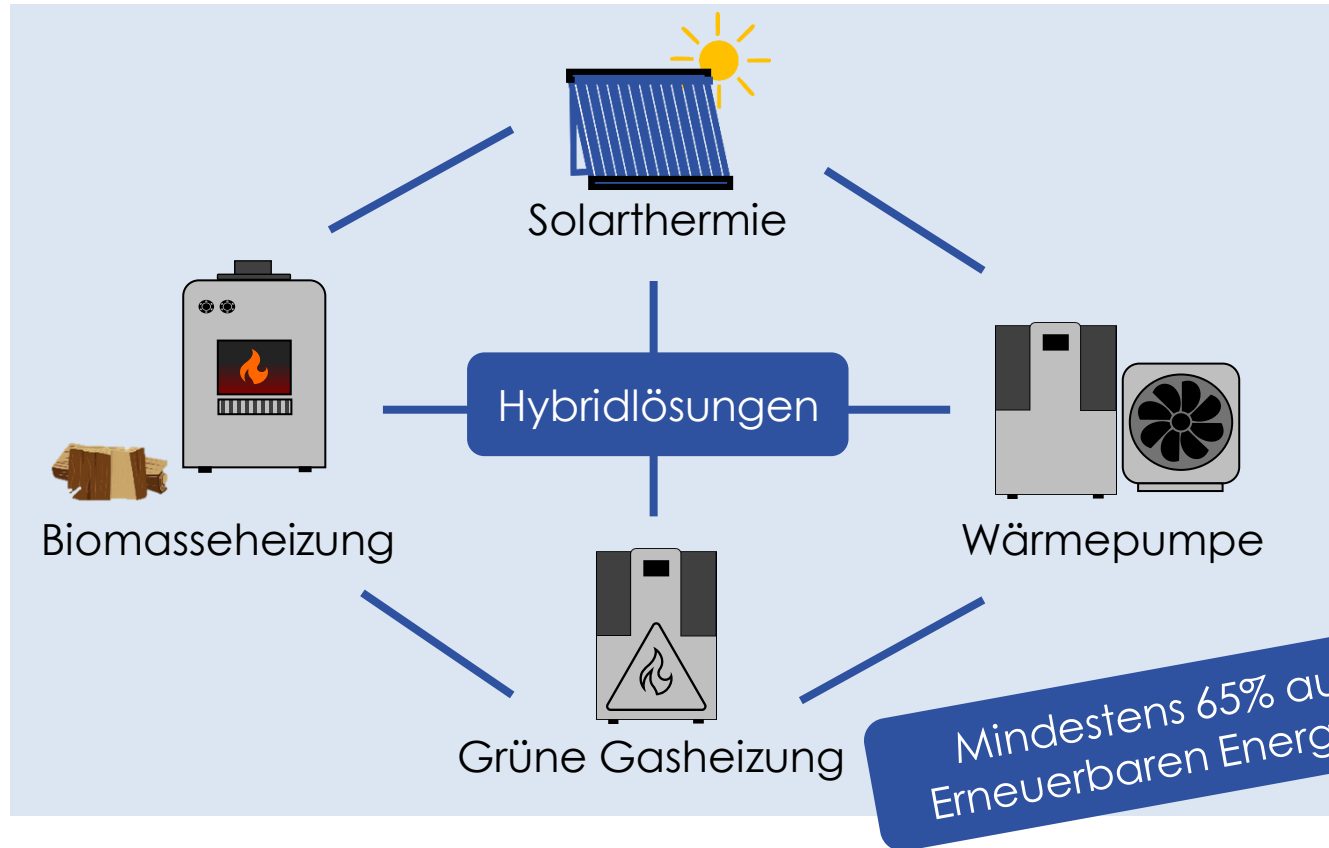 Solarthermie
Hybridlösungen
Biomasseheizung
Wärmepumpe
Grüne Gasheizung
Mindestens 65%
Erneuerbaren